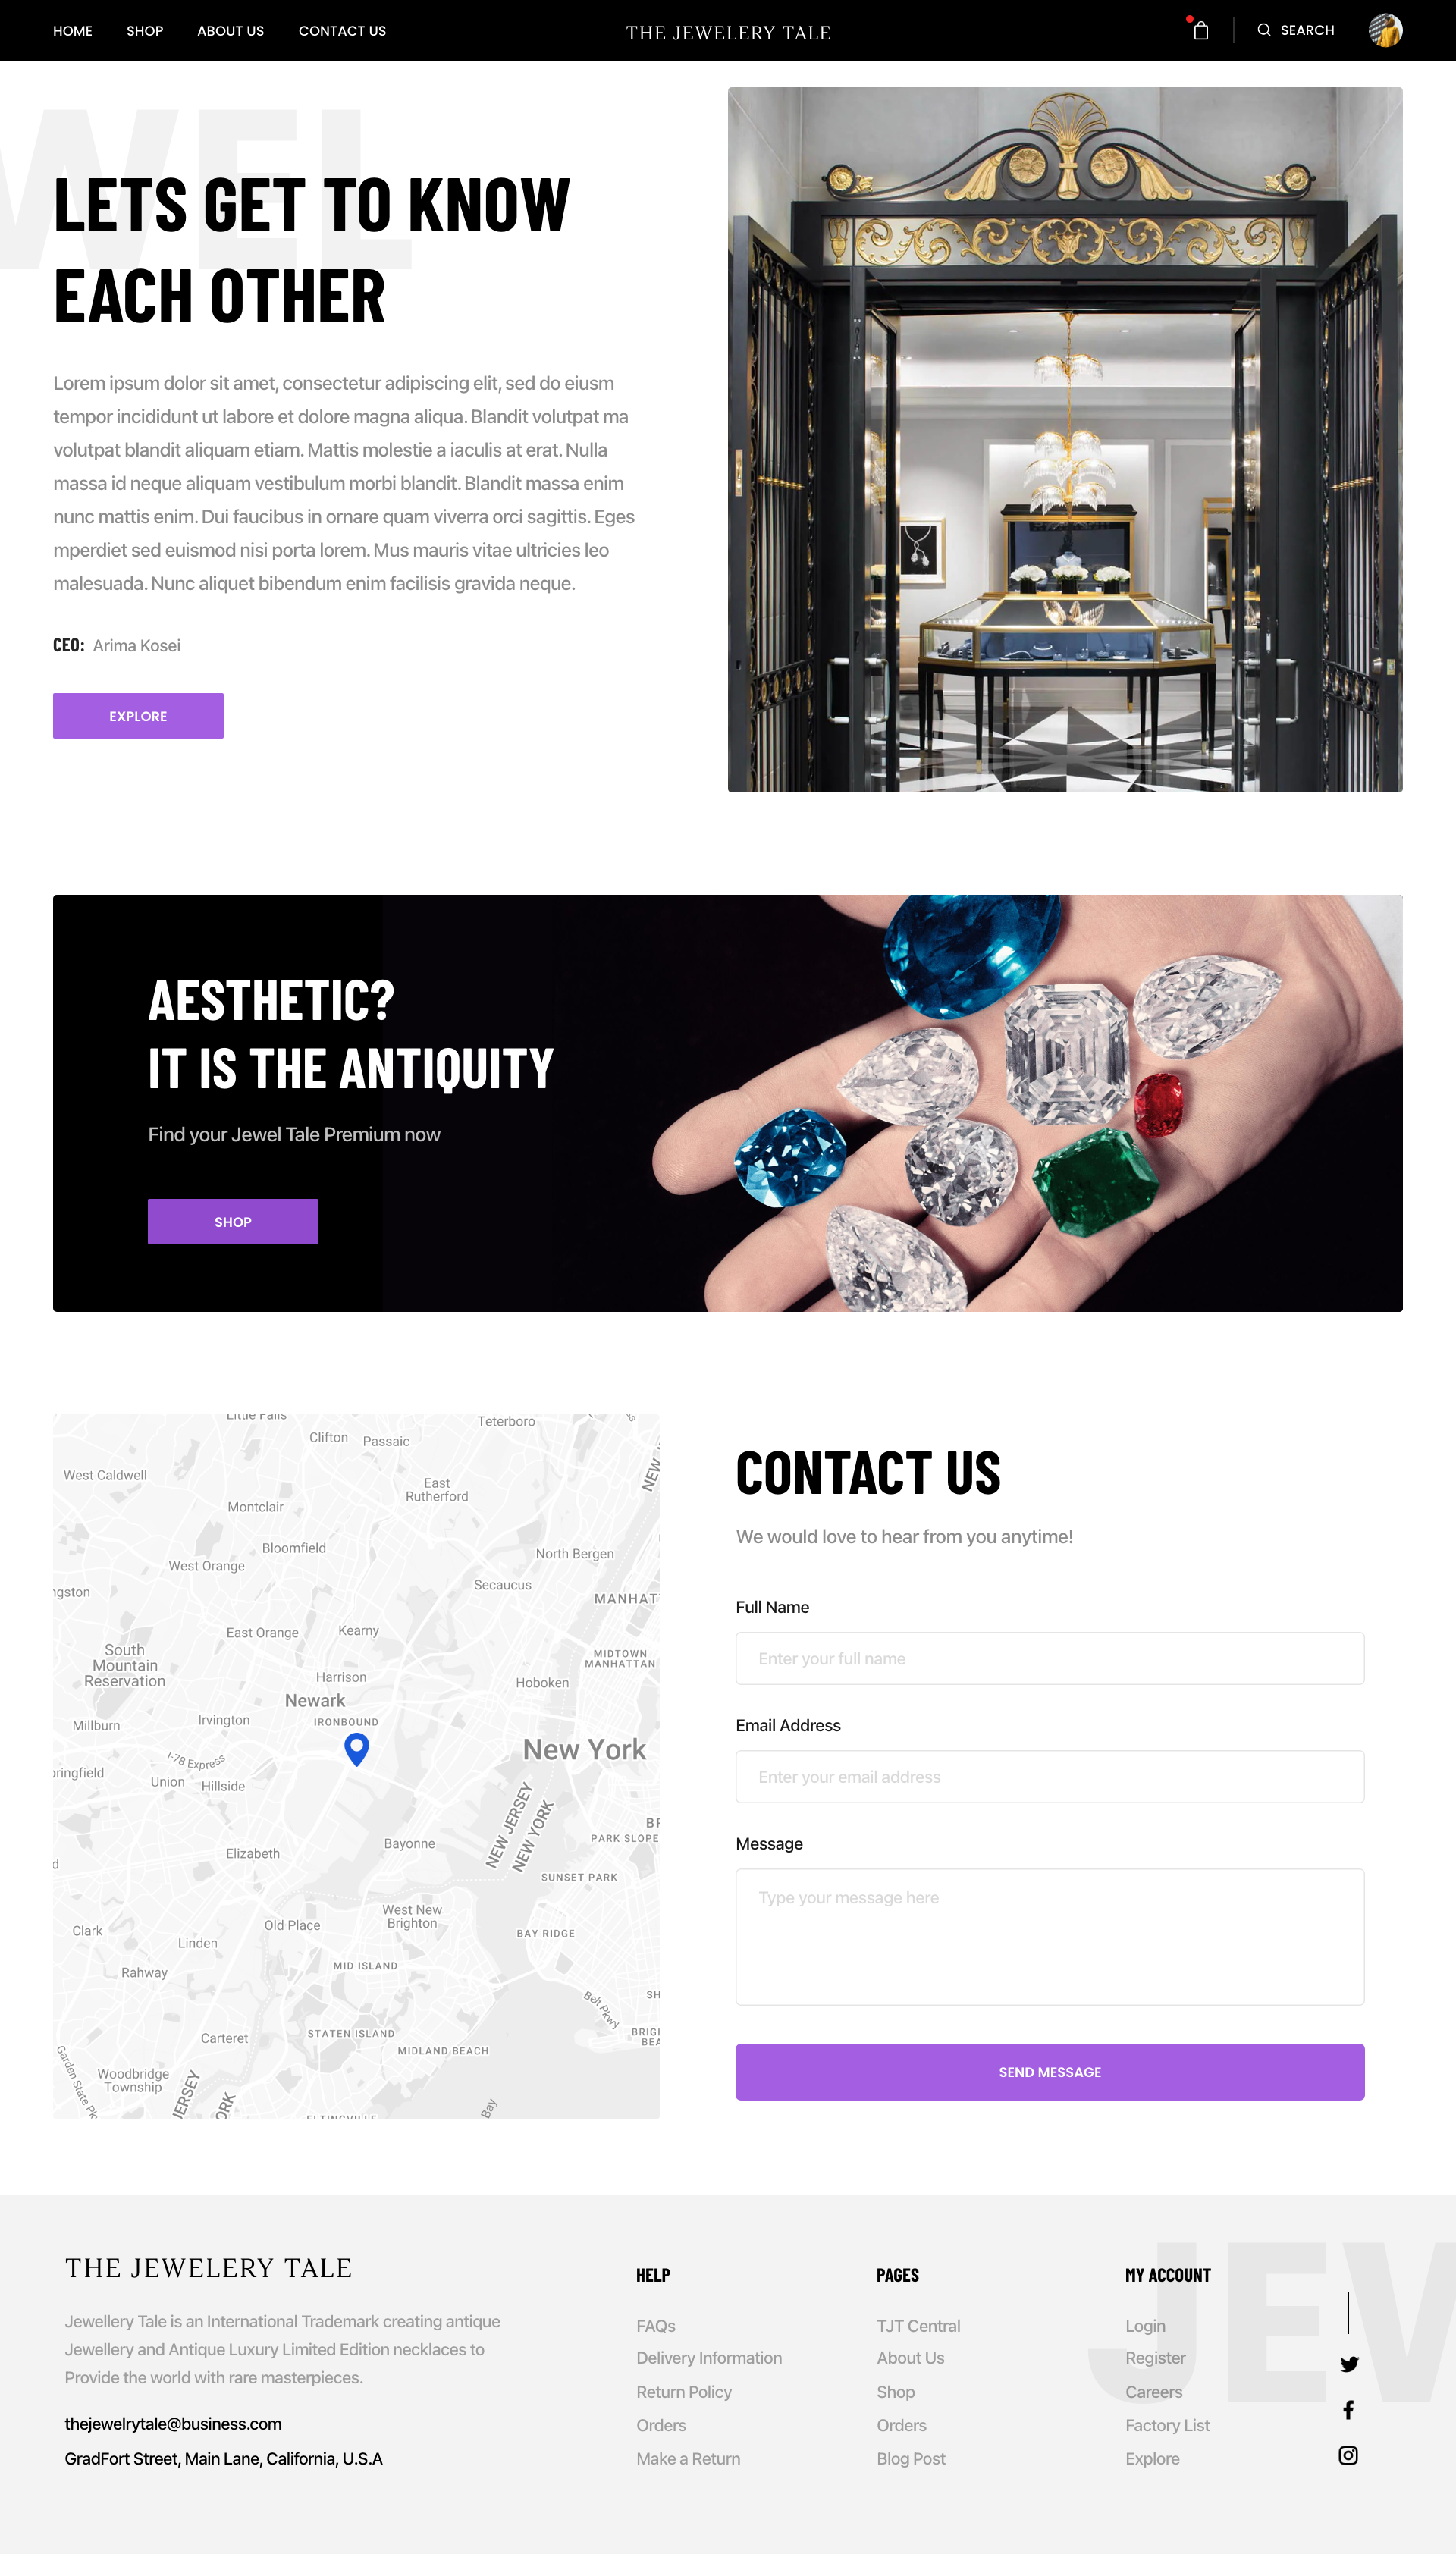 HOME SHOP ABOUT US CONTACT US THE JEWELERY TALE SEARCH
WEL
LETS GET TO KNOW
EACH OTHER
Lorem ipsum dolor sit amet, consectetur adipiscing elit, sed do eiusm
tempor incididunt ut labore et dolore magna aliqua. Blandit volutpat ma
volutpat blandit aliquam etiam. Mattis molestie a iaculis at erat. Nulla
massa id neque aliquam vestibulum morbi blandit. Blandit massa enim
nunc mattis enim. Dui faucibus in ornare quam viverra orci sagittis. Eges
mperdiet sed euismod nisi porta lorem. Mus mauris vitae ultricies leo
malesuada. Nunc aliquet bibendum enim facilisis gravida neque.
CEO: Arima Kosei
EXPLORE
AESTHETIC?
IT IS THE ANTIQUITY
Find your Jewel Tale Premium now
SHOP
Little Falls
Teterboro
Clifton
Passaic
West Caldwell
East
Rutherford
NEW
Montclair
Bloomfield
North Bergen
West Orange
Secaucus
ngston
MANHAT
East Orange
Kearny
South
Mountain
Reservation
MIDTOWN
MANHATTAN
Harrison
Hoboken
Newark
Millburn
Irvington
IRONBOUND
New York
I-78 Express
pringfield
Union
Hillside
NEW JERSEY
NEW YORK
BR
PARK SLOPE
Bayonne
Elizabeth
d
SUNSET PARK
West New
Brighton
Old Place
Clark
BAY RIDGE
Linden
MID ISLAND
Rahway
SH
Belt Pkwy
STATEN ISLAND
BRIG
BEA
Carteret
MIDLAND BEACH
Garden State Pkw
Woodbridge
Township
JERSEY
ORK
Bay
ELTINGVILLE
CONTACT US
We would love to hear from you anytime!
Full Name
Enter your full name
Email Address
Enter your email address
Message
Type your message here
SEND MESSAGE
JEW
THE JEWELERY TALE
Jewellery Tale is an International Trademark creating antique
Jewellery and Antique Luxury Limited Edition necklaces to
Provide the world with rare masterpieces.
thejewelrytale@business.com
GradFort Street, Main Lane, California, U.S.A
HELP
FAQs
Delivery Information
Return Policy
Orders
Make a Return
PAGES
TJT Central
About Us
Shop
Orders
Blog Post
MY ACCOUNT
Login
Register
Careers
Factory List
Explore